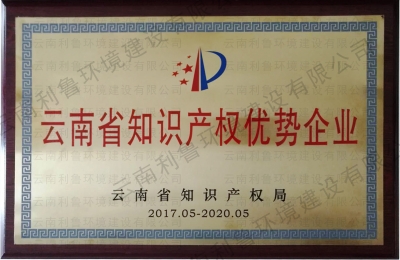 云南省知识产权优势企业
云南省知识产权局
2017.05-2020.05
云南利鲁环境建设有限公司